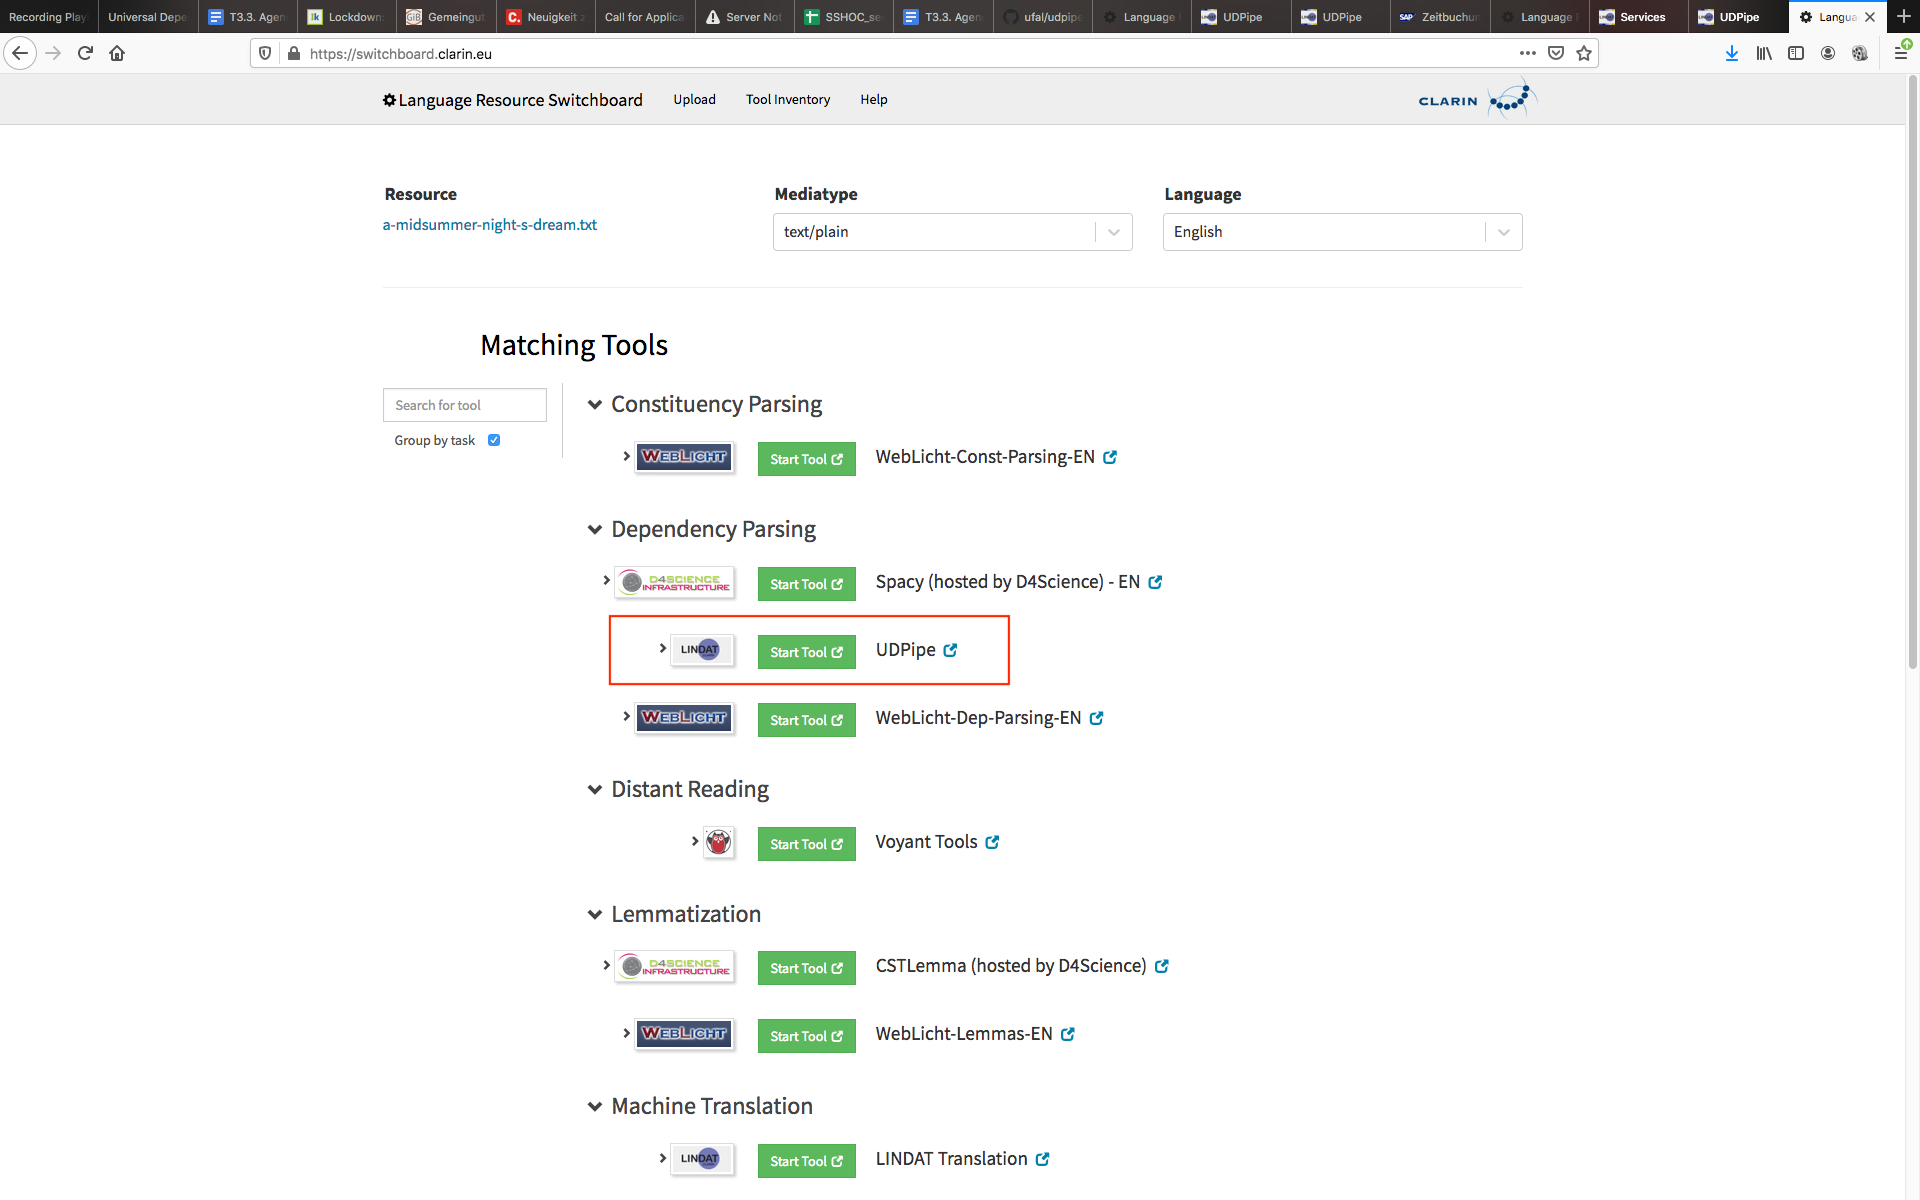 Recording Play
Universal Depe
T3.3. Agen
Lockdown:
Gemeingut
Neuigkeit z
Call for Applica
Server Not
SSHOC_se
T3.3. Agen
ufal/udpipe
Language
UDPipe
UDPipe
Zeitbuchun
Language
Services
UDPipe
Langua
https://switchboard.clarin.eu
Language Resource Switchboard Upload Tool Inventory Help CLARIN
Resource Mediatype Language
a-midsummer-night-s-dream.txt text/plain English
Matching Tools
Search for tool
Group by task
Constituency Parsing
WEBLICHT Start Tool WebLicht-Const-Parsing-EN
Dependency Parsing
D4SCIENCE INFRASTRUCTURE Start Tool Spacy (hosted by D4Science) - EN
LINDAT Start Tool UDPipe
WEBLICHT Start Tool WebLicht-Dep-Parsing-EN
Distant Reading
Start Tool Voyant Tools
Lemmatization
D4SCIENCE INFRASTRUCTURE Start Tool CSTLemma (hosted by D4Science)
WEBLICHT Start Tool WebLicht-Lemmas-EN
Machine Translation
LINDAT Start Tool LINDAT Translation